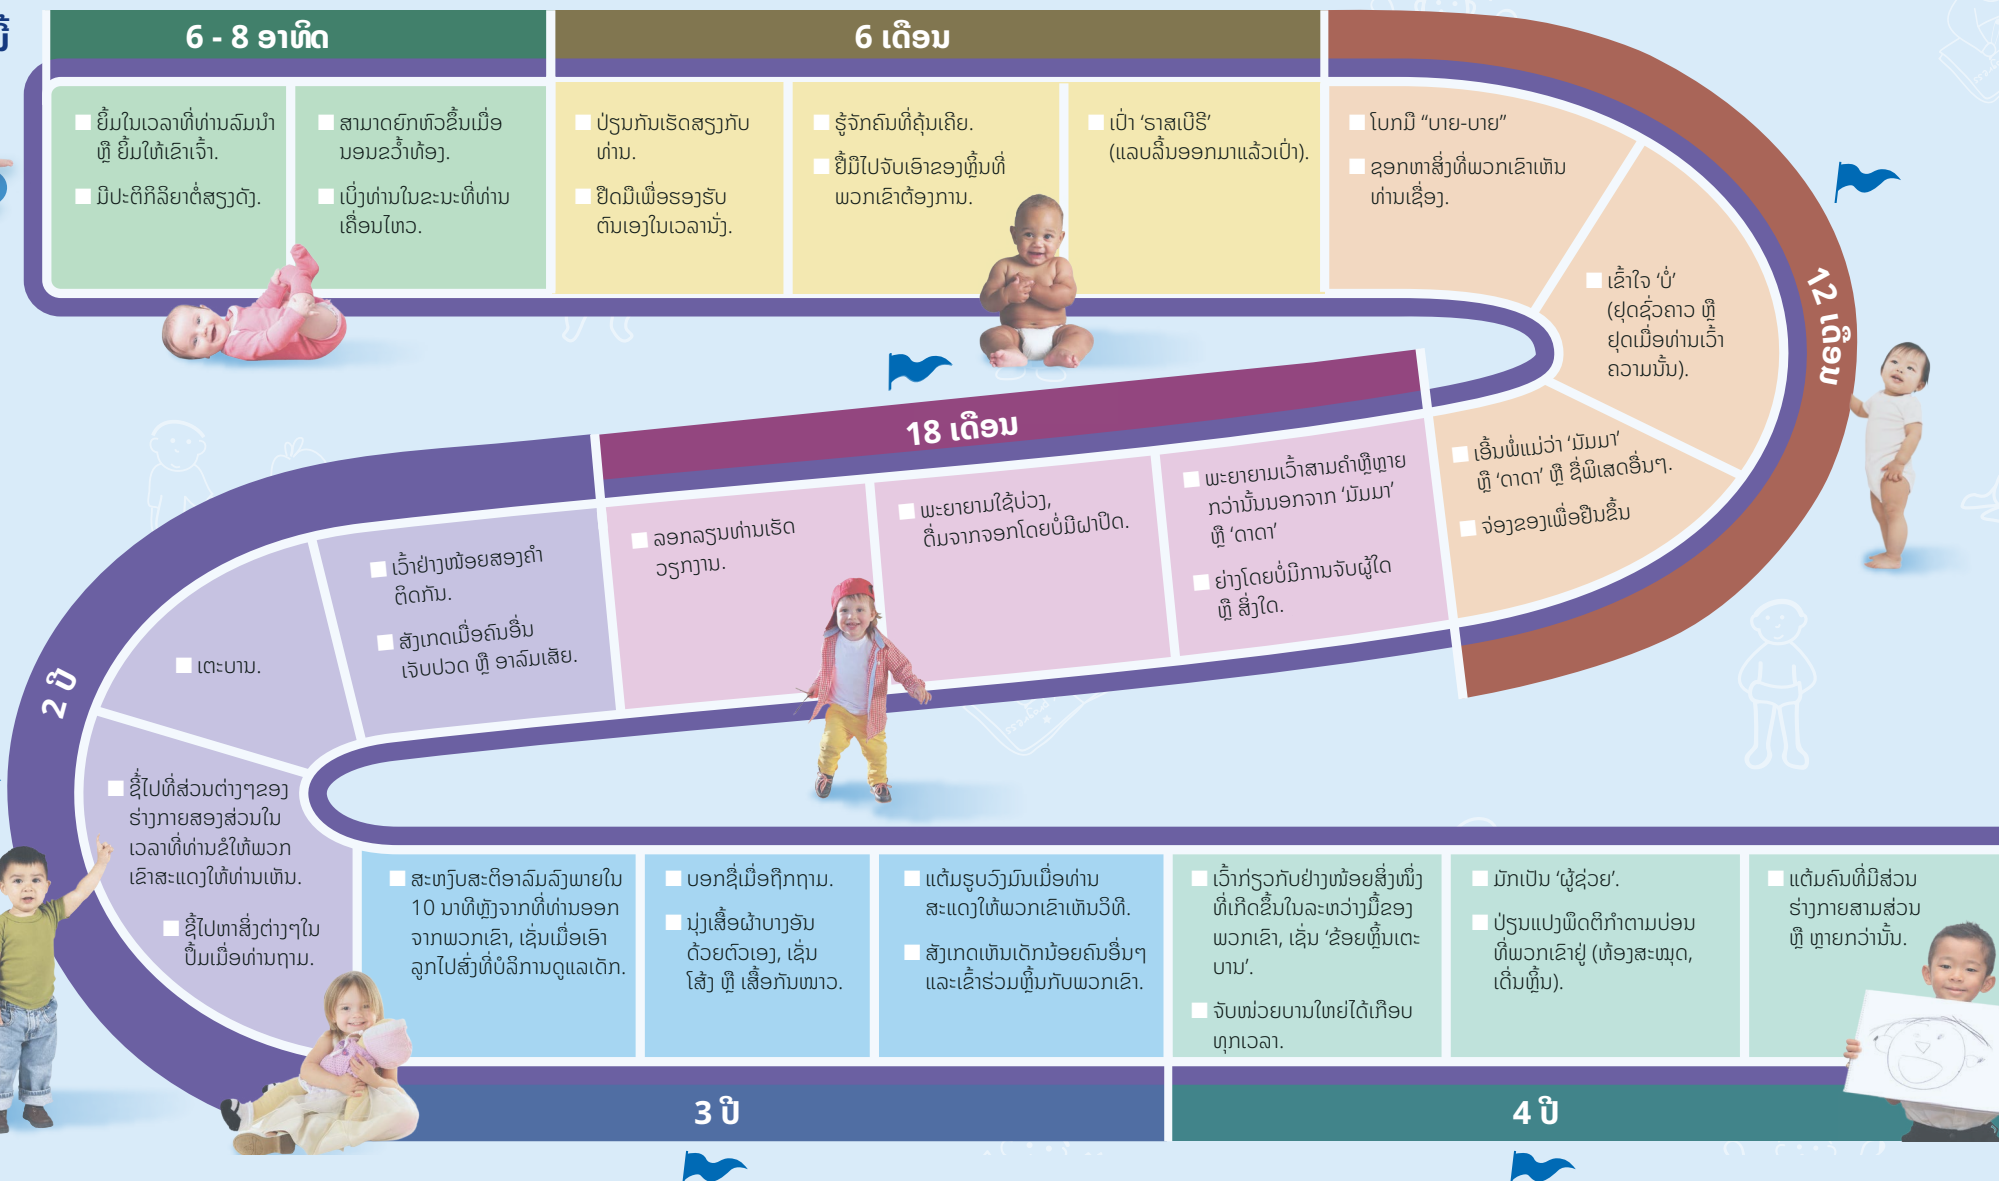 6 - 8 ອາທິດ
ຍິ້ມໃນເວລາທີ່ທ່ານລົມນຳ
ຫຼື ຍິ້ມໃຫ້ເຂົາເຈົ້າ.
ມີປະຕິກິລິຍາຕໍ່ສຽງດັງ.
ສາມາດຍົກຫົວຂຶ້ນເມື່ອ
ນອນຂວໍ້າທ້ອງ.
ເບິ່ງທ່ານໃນຂະນະທີ່ທ່ານ
ເຄື່ອນໄຫວ.
6 ເດືອນ
ປ່ຽນກັນເຮັດສຽງກັບ
ທ່ານ.
ຢຶດມືເພື່ອຮອງຮັບ
ຕົນເອງໃນເວລານັ່ງ.
ຮູ້ຈັກຄົນທີ່ຄຸ້ນເຄີຍ.
ຢື້ມືໄປຈັບເອົາຂອງຫຼິ້ນທີ່
ພວກເຂົາຕ້ອງການ.
ເປົ່າ ‘ຣາສເບີຣີ’
(ແລບລີ້ນອອກມາແລ້ວເປົ່າ).
12 ເດືອນ
ໂບກມື “ບາຍ-ບາຍ”
ຊອກຫາສິ່ງທີ່ພວກເຂົາເຫັນ
ທ່ານເຊື່ອງ.
ເຂົ້າໃຈ ‘ບໍ່’
(ຢຸດຊົ່ວຄາວ ຫຼື
ຢຸດເມື່ອທ່ານເວົ້າ
ຄວາມນັ້ນ).
ເອີ້ນພໍ່ແມ່ວ່າ ‘ມັມມາ’
ຫຼື ‘ດາດາ’ ຫຼື ຊື່ພິເສດອື່ນໆ.
ຈ່ອງຂອງເພື່ອຢືນຂຶ້ນ
18 ເດືອນ
ລອກລຽນທ່ານເຮັດ
ວຽກງານ.
ພະຍາຍາມໃຊ້ບ່ວງ,
ດື່ມຈາກຈອກໂດຍບໍ່ມີຝາປິດ.
ພະຍາຍາມເວົ້າສາມຄຳຫຼືຫຼາຍ
ກວ່ານັ້ນນອກຈາກ ‘ມັມມາ’
ຫຼື ‘ດາດາ’
ຍ່າງໂດຍບໍ່ມີການຈັບຜູ້ໃດ
ຫຼື ສິ່ງໃດ.
2 ປີ
ເວົ້າຢ່າງໜ້ອຍສອງຄຳ
ຕິດກັນ.
ສັງເກດເມື່ອຄົນອື່ນ
ເຈັບປວດ ຫຼື ອາລົມເສັຍ.
ເຕະບານ.
ຊີ້ໄປທີ່ສ່ວນຕ່າງໆຂອງ
ຮ່າງກາຍສອງສ່ວນໃນ
ເວລາທີ່ທ່ານຂໍໃຫ້ພວກ
ເຂົາສະແດງໃຫ້ທ່ານເຫັນ.
ຊີ້ໄປຫາສິ່ງຕ່າງໆໃນ
ປຶ້ມເມື່ອທ່ານຖາມ.
ສະຫງົບສະຕິອາລົມລົງພາຍໃນ
10 ນາທີຫຼັງຈາກທີ່ທ່ານອອກ
ຈາກພວກເຂົາ, ເຊັ່ນເມື່ອເອົາ
ລູກໄປສົ່ງທີ່ບໍລິການດູແລເດັກ.
ບອກຊື່ເມື່ອຖືກຖາມ.
ນຸ່ງເສື້ອຜ້າບາງອັນ
ດ້ວຍຕົວເອງ, ເຊັ່ນ
ໂສ້ງ ຫຼື ເສື້ອກັນໜາວ.
ແຕ້ມຮູບວົງມົນເມື່ອທ່ານ
ສະແດງໃຫ້ພວກເຂົາເຫັນວິທີ.
ສັງເກດເຫັນເດັກນ້ອຍຄົນອື່ນໆ
ແລະເຂົ້າຮ່ວມຫຼິ້ນກັບພວກເຂົາ.
3 ປີ
ເວົ້າກ່ຽວກັບຢ່າງໜ້ອຍສິ່ງໜຶ່ງ
ທີ່ເກີດຂຶ້ນໃນລະຫວ່າງມື້ຂອງ
ພວກເຂົາ, ເຊັ່ນ ‘ຂ້ອຍຫຼິ້ນເຕະ
ບານ’.
ຈັບໜ່ວຍບານໃຫຍ່ໄດ້ເກືອບ
ທຸກເວລາ.
ມັກເປັນ ‘ຜູ້ຊ່ວຍ’.
ປ່ຽນແປງພຶດຕິກຳຕາມບ່ອນ
ທີ່ພວກເຂົາຢູ່ (ຫ້ອງສະໝຸດ,
ເດີ່ນຫຼິ້ນ).
ແຕ້ມຄົນທີ່ມີສ່ວນ
ຮ່າງກາຍສາມສ່ວນ
ຫຼື ຫຼາຍກວ່ານັ້ນ.
4 ປີ